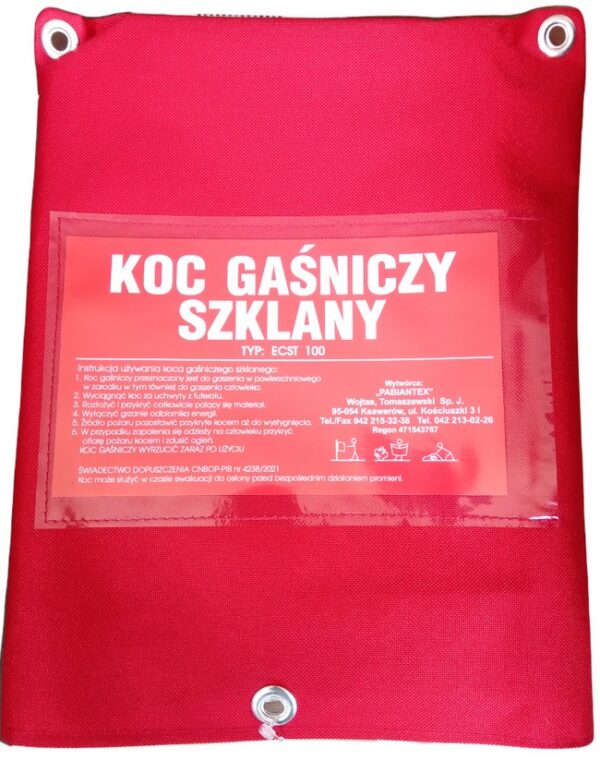 KOC GAŚNICZY
SZKLANY
TYP: ECST 100
Instrukcja używania koca gaśniczego szklanego:
1. Koc gaśniczy przeznaczony jest do gaszenia w powierzchniowego
w zarodku w tym również do gaszenia człowieka.
2. Wyciągnąć koc za uchwyty z futerału.
3. Rozłożyć i przykryć całkowicie palący się materiał.
4. Wyłączyć grzanie odbiornika energii.
5. Źródło pożaru pozostawić przykryte kocem aż do wystygnięcia.
6. W przypadku zapalenia się odzieży na człowieku przykryć
ofiarę pożaru kocem i zdusić ogień.
KOC GAŚNICZY WYRZUCIĆ ZARAZ PO UŻYCIU
ŚWIADECTWO DOPUSZCZENIA CNBOP-PIB nr 4238/2021
Koc może służyć w czasie ewakuacji do osłony przed bezpośrednim działaniem promieni.
Wytwórca:
„PABIANTEX”
Wojtas, Tomaszewski Sp. J.
95-054 Ksawerów, ul. Kościuszki 3 i
Tel./Fax 042 215-32-38 Tel. 042 213-02-26
Regon 471543767